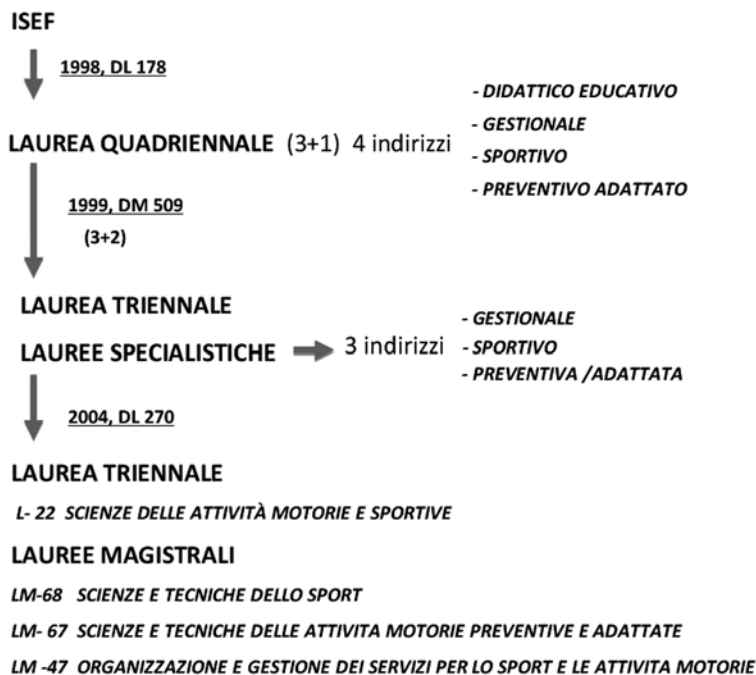 ISEF
1998, DL 178
LAUREA QUADRIENNALE (3+1) 4 indirizzi
- DIDATTICO EDUCATIVO
- GESTIONALE
- SPORTIVO
- PREVENTIVO ADATTATO
1999, DM 509
(3+2)
LAUREA TRIENNALE
LAUREE SPECIALISTICHE
3 indirizzi
- GESTIONALE
- SPORTIVO
- PREVENTIVA /ADATTATA
2004, DL 270
LAUREA TRIENNALE
L- 22 SCIENZE DELLE ATTIVITÀ MOTORIE E SPORTIVE
LAUREE MAGISTRALI
LM-68 SCIENZE E TECNICHE DELLO SPORT
LM- 67 SCIENZE E TECNICHE DELLE ATTIVITA MOTORIE PREVENTIVE E ADATTATE
LM -47 ORGANIZZAZIONE E GESTIONE DEI SERVIZI PER LO SPORT E LE ATTIVITA MOTORIE